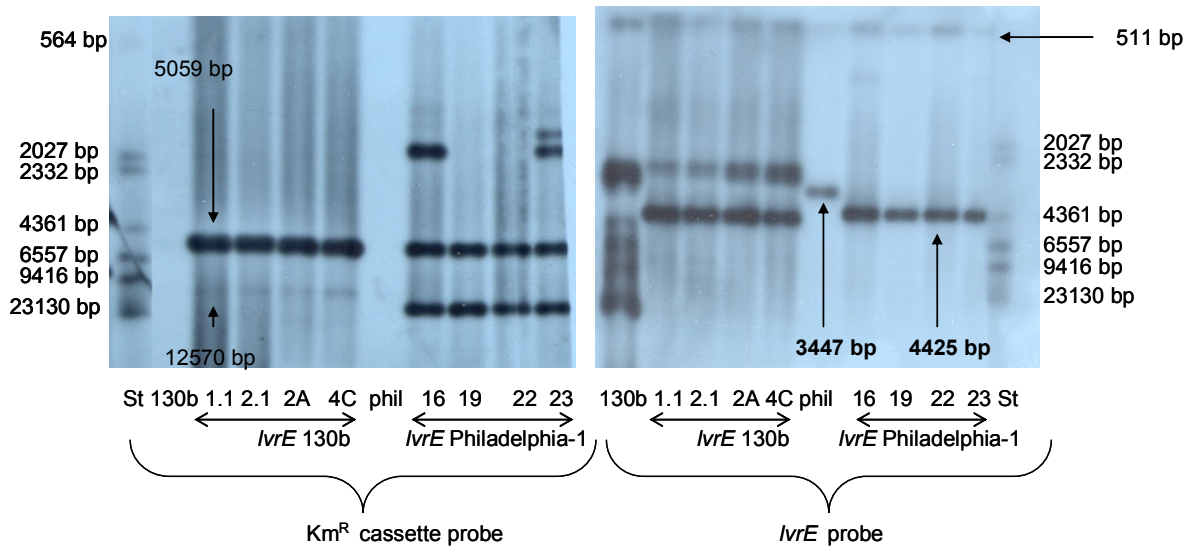 564 bp
5059 bp
2027 bp
2332 bp
4361 bp
6557 bp
9416 bp
23130 bp
12570 bp
St 130b 1.1 2.1 2A 4C phil 16 19 22 23
lvrE 130b
lvrE Philadelphia-1
Kmᴿ cassette probe
511 bp
2027 bp
2332 bp
4361 bp
6557 bp
9416 bp
23130 bp
3447 bp
4425 bp
130b 1.1 2.1 2A 4C phil 16 19 22 23 St
lvrE 130b
lvrE Philadelphia-1
lvrE probe